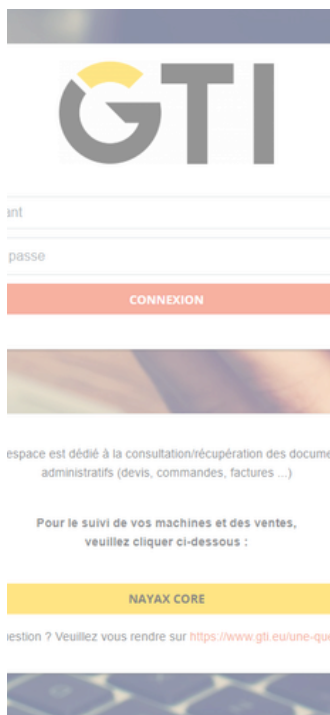 GTI
ant
passe
CONNEXION
espace est dédié à la consultation/récupération des docume
administratifs (devis, commandes, factures ...)
Pour le suivi de vos machines et des ventes,
veuillez cliquer ci-dessous :
NAYAX CORE
estion ? Veuillez vous rendre sur https://www.gti.eu/une-que